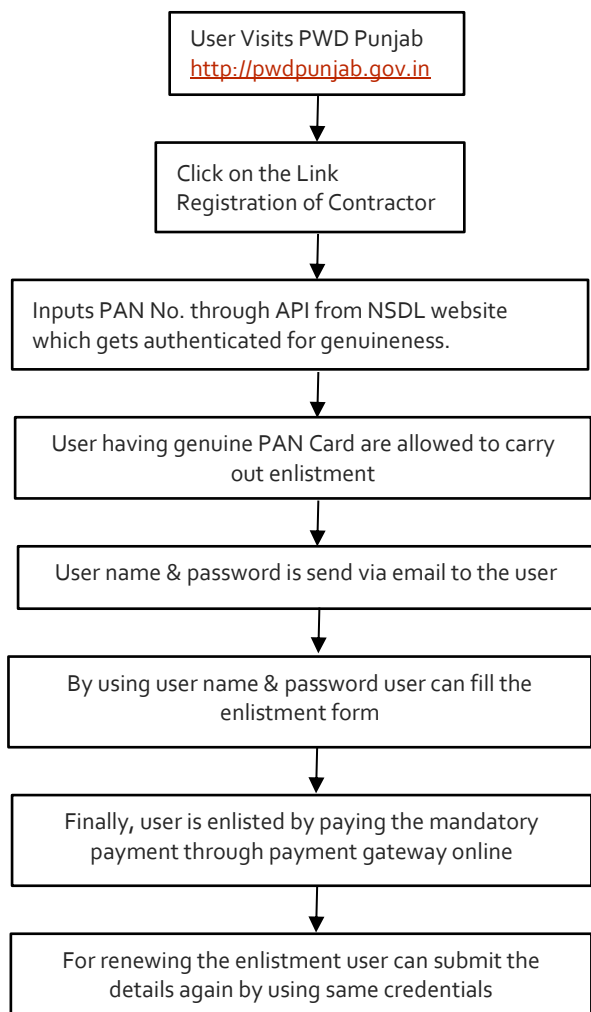 User Visits PWD Punjab
http://pwdpunjab.gov.in
Click on the Link
Registration of Contractor
Inputs PAN No. through API from NSDL website
which gets authenticated for genuineness.
User having genuine PAN Card are allowed to carry
out enlistment
User name & password is send via email to the user
By using user name & password user can fill the
enlistment form
Finally, user is enlisted by paying the mandatory
payment through payment gateway online
For renewing the enlistment user can submit the
details again by using same credentials